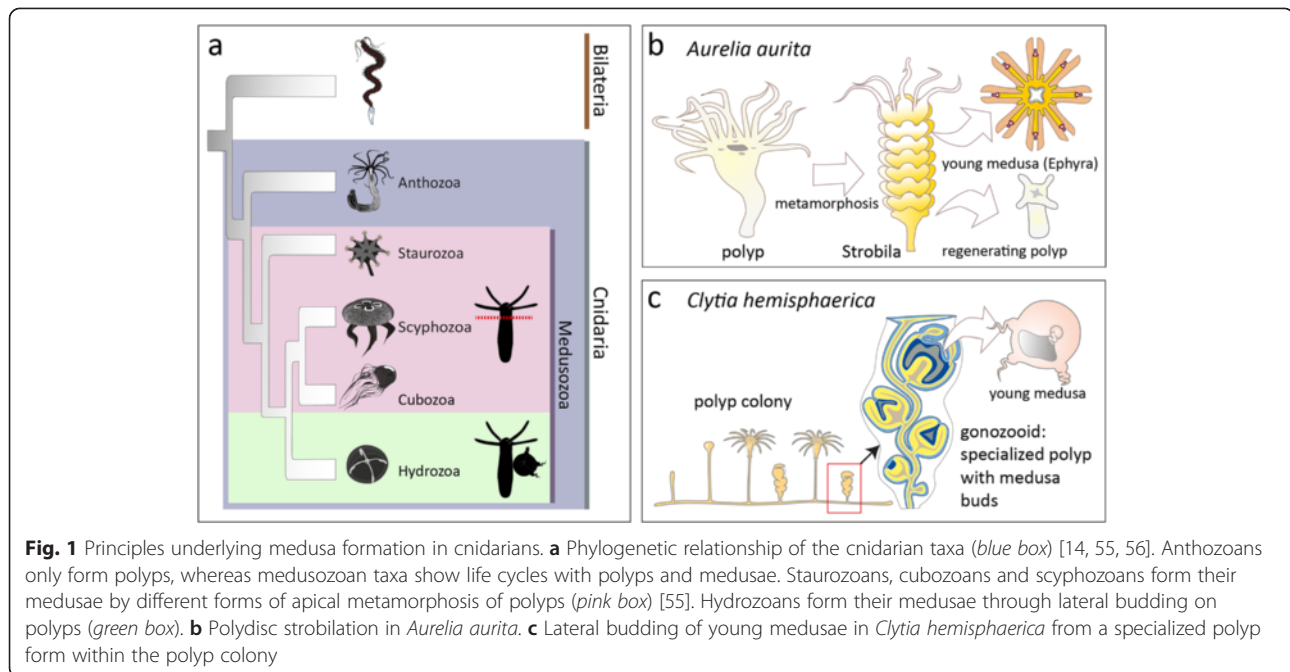 a
Bilateria
Anthozoa
Staurozoa
Scyphozoa
Cubozoa
Hydrozoa
Medusozoa
Cnidaria
b Aurelia aurita
metamorphosis
polyp
Strobila
young medusa (Ephyra)
regenerating polyp
c Clytia hemisphaerica
polyp colony
young medusa
gonozooid:
specialized polyp
with medusa
buds
Fig. 1 Principles underlying medusa formation in cnidarians. a Phylogenetic relationship of the cnidarian taxa (blue box) [14, 55, 56]. Anthozoans
only form polyps, whereas medusozoan taxa show life cycles with polyps and medusae. Staurozoans, cubozoans and scyphozoans form their
medusae by different forms of apical metamorphosis of polyps (pink box) [55]. Hydrozoans form their medusae through lateral budding on
polyps (green box). b Polydisc strobilation in Aurelia aurita. c Lateral budding of young medusae in Clytia hemisphaerica from a specialized polyp
form within the polyp colony